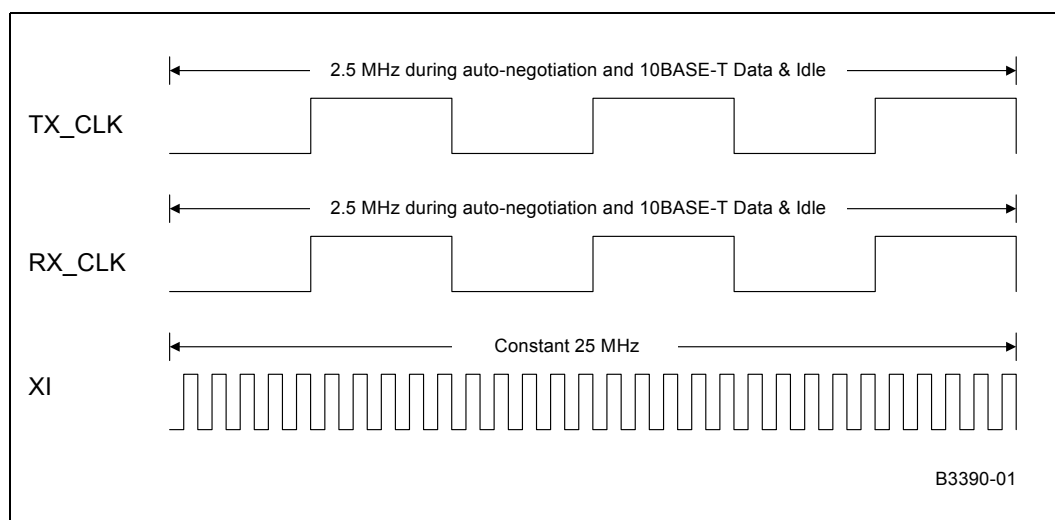 2.5 MHz during auto-negotiation and 10BASE-T Data & Idle
TX_CLK
2.5 MHz during auto-negotiation and 10BASE-T Data & Idle
RX_CLK
Constant 25 MHz
XI
B3390-01